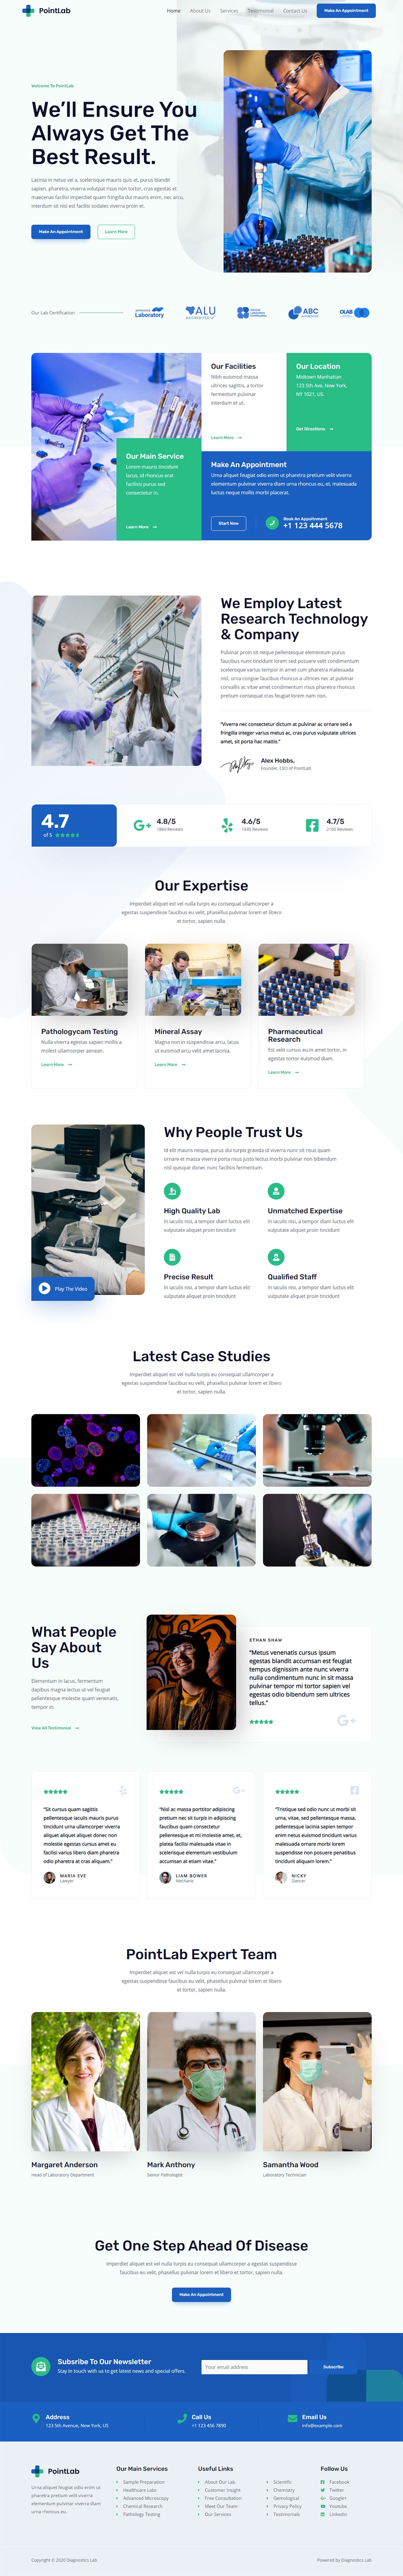 PointLab
Home
About Us
Services
Testimonial
Contact Us
Make An Appointment
Welcome To PointLab
We'll Ensure You
Always Get The
Best Result.
Lacinia in netus vel a, scelerisque mauris quis et, purus blandit
sapien, pharetra, viverra volutpat risus non tortor, cras egestas et
maecenas facilisi imperdiet quam fringilla dui mauris enim, nec arcu,
interdum sit nisi est facilisi sodales viverra proin et.
Make An Appointment
Learn More
Our Lab Certification
Laboratory
ALU
ACCREDITED
ABC
OLAB
Our Facilities
Nibh euismod massa
ultrices sagittis, a tortor
fermentum pulvinar
interdum et ut.
Learn More
Our Location
Midtown Manhattan
123 5th Ave, New York,
NY 1021, US.
Get Directions
Our Main Service
Lorem mauris tincidunt
lacus, id rhoncus erat
facilisis purus sed
consectetur in.
Learn More
Make An Appointment
Diam lobortis enim aliquam orci ut pharetra pretium velit viverra
elementum pulvinar viverra diam urna rhoncus eu, et, malesuada
luctus neque mollis morbi placerat.
Start Now
Book An Appoitnment
+1 123 444 5678
We Employ Latest
Research Technology
& Company
Pulvinar proin sit neque pellentesque elementum purus
faucibus nunc tincidunt lorem sed posuere velit condimentum
scelerisque varius tempor in amet cum pharetra malesuada
nisl, urna congue faucibus rhoncus a ultrices nec at pulvinar
convallis ac vitae amet condimentum risus pharetra rhoncus
pretium consequat cras feugiat lorem nam non.
"Viverra nec consectetur dictum at pulvinar ac ornare sed a
fringilla integer varius metus ac, cras purus vulputate ultrices
amet, sit porta hac mattis."
Alex Hobbs,
Founder, CEO of PointLab
4.7
of 5
4.8/5
1860 Reviews
4.6/5
1630 Reviews
4.7/5
2100 Reviews
Our Expertise
Imperdiet aliquat est vel nulla turpis eu consequat ullamcorper a
egestas suspendisse faucibus eu velit, phasellus pulvinar lorem et libero
et tortor, sapien nulla.
Pathologycam Testing
Nulla viverra egestas sapien mollis a
molest ullamcorper aenean.
Learn More
Mineral Assay
Magna non in suspendisse arcu, lacus
ut euismod arcu velit amet lacinia.
Learn More
Pharmaceutical
Research
Est velit cursus eu in amet tortor, in
egestas tortor euismod diam.
Learn More
Why People Trust Us
Id elit mauris neque, purus dui turpis gravida id viverra nunc sit risus quam
ornare et massa viverra porta risus justo lectus morbi pulvinar non bibendum
nisl quisque donec nunc facilisis fermentum.
High Quality Lab
In iaculis nisi, a tempor diam luctus elit
vulputate aliquat proin tincidunt
Unmatched Expertise
In iaculis nisi, a tempor diam luctus elit
vulputate aliquat proin tincidunt
Precise Result
In iaculis nisi, a tempor diam luctus elit
vulputate aliquat proin tincidunt
Qualified Staff
In iaculis nisi, a tempor diam luctus elit
vulputate aliquat proin tincidunt
Play The Video
Latest Case Studies
Imperdiet aliquat est vel nulla turpis eu consequat ullamcorper a
egestas suspendisse faucibus eu velit, phasellus pulvinar lorem et libero
et tortor, sapien nulla.
What People
Say About
Us
Elementum in lacus, fermentum
dapibus magna lectus ut vel feugiat
pellentesque molestie quam venenatis,
tempor in.
View All Testimonial
ETHAN SHAW
"Metus venenatis cursus ipsum
egestas blandit accumsan est feugiat
tempus dignissim ante nunc viverra
nulla condimentum nunc in sit massa
pulvinar tempor mi tortor sapien vel
egestas odio bibendum sem ultrices
tellus."
"Sit cursus quam sagittis
pellentesque iaculis mauris purus
tincidunt urna ullamcorper viverra
aliquet aliquet aliquet donec non
molestie egestas cursus amet eu
facilisi varius libero diam pharetra
odio pharetra at cras aliquam."
MARIA EVE
Lawyer
"Nisl ac massa porttitor adipiscing
pretium nec sit turpis in adipiscing
faucibus quam consectetur
pellentesque et mi molestie amet, et,
platea facilisi malesuada vitae in
scelerisque elementum vestibulum
accumsan at etiam vitae."
LIAM BOWER
Mechanic
"Tristique sed odio nunc ut morbi sit
urna, vitae, sed pellentesque massa,
pellentesque lacinia sapien tempor
enim netus euismod tincidunt varius
malesuada ornare morbi morbi
suspendisse non posuere penatibus
tincidunt aliquam lorem."
NICKY
Dancer
PointLab Expert Team
Imperdiet aliquat est vel nulla turpis eu consequat ullamcorper a
egestas suspendisse faucibus eu velit, phasellus pulvinar lorem et libero
et tortor, sapien nulla.
Margaret Anderson
Head of Laboratory Department
Mark Anthony
Senior Pathologist
Samantha Wood
Laboratory Technician
Get One Step Ahead Of Disease
Imperdiet aliquat est vel nulla turpis eu consequat ullamcorper a egestas suspendisse
faucibus eu velit, phasellus pulvinar lorem et libero et tortor, sapien nulla.
Make An Appointment
Subsribe To Our Newsletter
Stay in touch with us to get latest news and special offers.
Your email address
Subscribe
Address
123 5th Avenue, New York, US
Call Us
+1 123 456 7890
Email Us
info@example.com
PointLab
Urna aliquam feugiat odio enim ut
pharetra pretium velit viverra
elementum pulvinar viverra diam
urna rhoncus eu.
Our Main Services
Sample Preparation
Healthcare Labs
Advanced Microscopy
Chemical Research
Pathology Testing
Useful Links
About Our Lab
Customer Insight
Free Consultation
Meet Our Team
Our Services
Scientific
Chemistry
Gemological
Privacy Policy
Testimonials
Follow Us
Facebook
Twitter
Google+
Youtube
Linkedin
Copyright © 2020 Diagnostics Lab
Powered by Diagnostics Lab